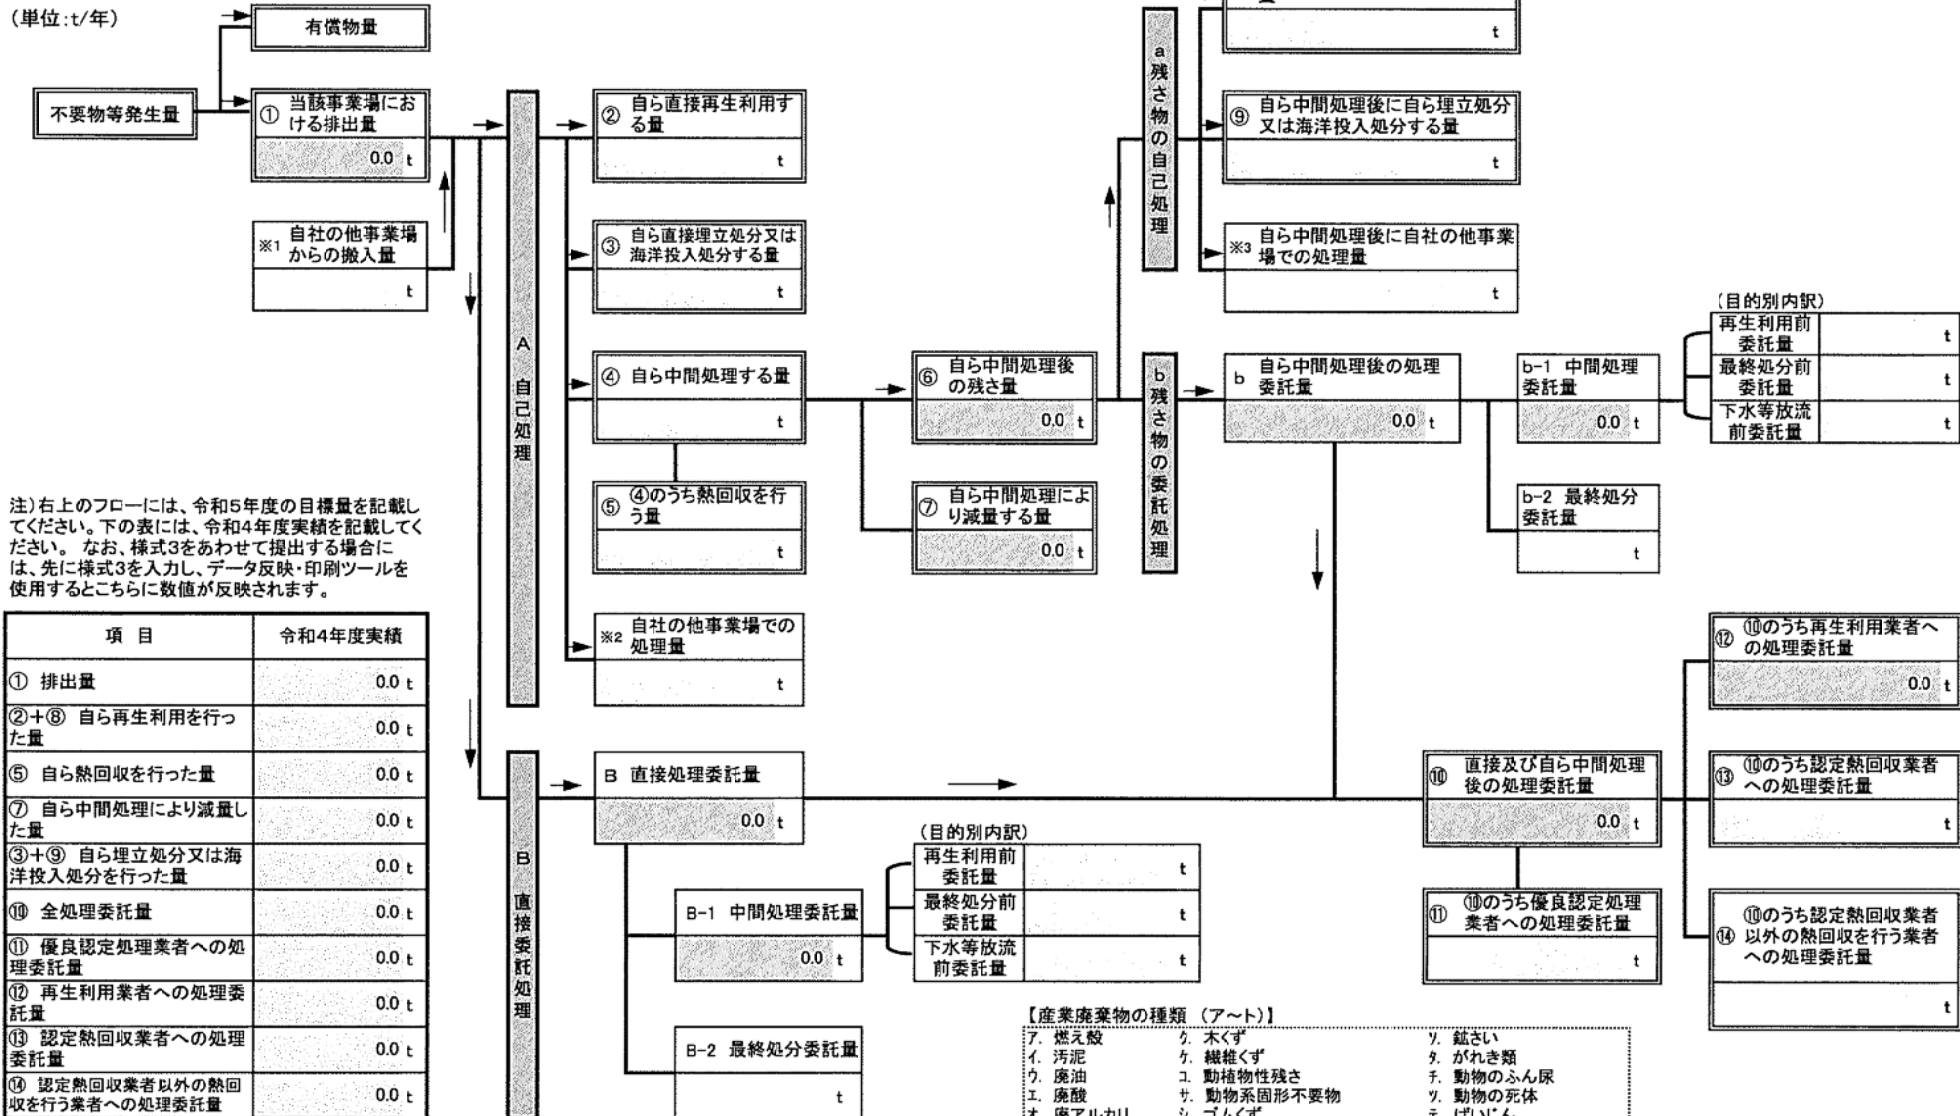 (単位:t/年)
有償物量
不要物等発生量
① 当該事業場にお
ける排出量
0.0 t
※1 自社の他事業場
からの搬入量
t
A 自己処理
② 自ら直接再生利用す
る量
t
③ 自ら直接埋立処分又は
海洋投入処分する量
t
④ 自ら中間処理する量
t
⑤ ④のうち熱回収を行
う量
t
※2 自社の他事業場での
処理量
t
⑥ 自ら中間処理後
の残さ量
0.0 t
⑦ 自ら中間処理によ
り減量する量
0.0 t
a 残さ物の自己処理
t
⑨ 自ら中間処理後に自ら埋立処分
又は海洋投入処分する量
t
※3 自ら中間処理後に自社の他事業
場での処理量
t
b 残さ物の委託処理
b 自ら中間処理後の処理
委託量
0.0 t
b-1 中間処理
委託量
0.0 t
(目的別内訳)
再生利用前
委託量 t
最終処分前
委託量 t
下水等放流
前委託量 t
b-2 最終処分
委託量
t
注)右上のフローには、令和5年度の目標量を記載し
てください。下の表には、令和4年度実績を記載してく
ださい。 なお、様式3をあわせて提出する場合に
は、先に様式3を入力し、データ反映・印刷ツールを
使用するとこちらに数値が反映されます。
項 目 令和4年度実績
① 排出量 0.0 t
②+⑧ 自ら再生利用を行っ
た量 0.0 t
⑤ 自ら熱回収を行った量 0.0 t
⑦ 自ら中間処理により減量し
た量 0.0 t
③+⑨ 自ら埋立処分又は海
洋投入処分を行った量 0.0 t
⑩ 全処理委託量 0.0 t
⑪ 優良認定処理業者への処
理委託量 0.0 t
⑫ 再生利用業者への処理委
託量 0.0 t
⑬ 認定熱回収業者への処理
委託量 0.0 t
⑭ 認定熱回収業者以外の熱回
収を行う業者への処理委託量 0.0 t
B 直接委託処理
B 直接処理委託量
0.0 t
B-1 中間処理委託量
0.0 t
(目的別内訳)
再生利用前
委託量 t
最終処分前
委託量 t
下水等放流
前委託量 t
B-2 最終処分委託量
t
⑩ 直接及び自ら中間処理
後の処理委託量
0.0 t
⑪ ⑩のうち優良認定処理
業者への処理委託量
t
⑫ ⑩のうち再生利用業者へ
の処理委託量
0.0 t
⑬ ⑩のうち認定熱回収業者
への処理委託量
t
⑭ ⑩のうち認定熱回収業者
以外の熱回収を行う業者
への処理委託量
t
【産業廃棄物の種類 (ア～ト)】
ア. 燃え殻 ク. 木くず ソ. 鉱さい
イ. 汚泥 ケ. 繊維くず タ. がれき類
ウ. 廃油 コ. 動植物性残さ チ. 動物のふん尿
エ. 廃酸 サ. 動物系固形不要物 ツ. 動物の死体
オ. 廃アルカリ シ. ゴムくず テ. ばいじん